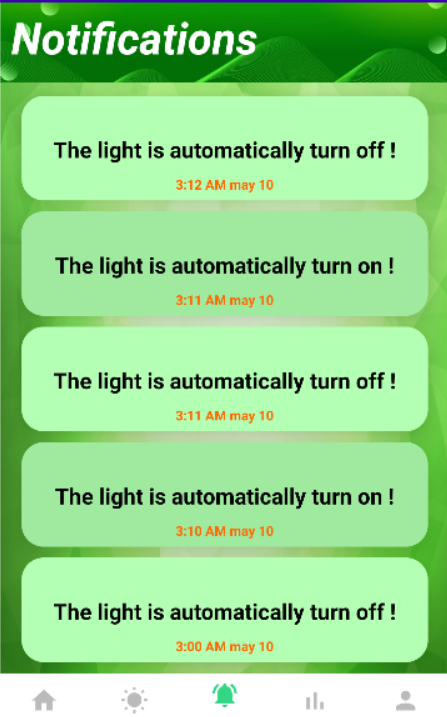 Notifications
The light is automatically turn off !
3:12 AM may 10
The light is automatically turn on !
3:11 AM may 10
The light is automatically turn off !
3:11 AM may 10
The light is automatically turn on !
3:10 AM may 10
The light is automatically turn off !
3:00 AM may 10